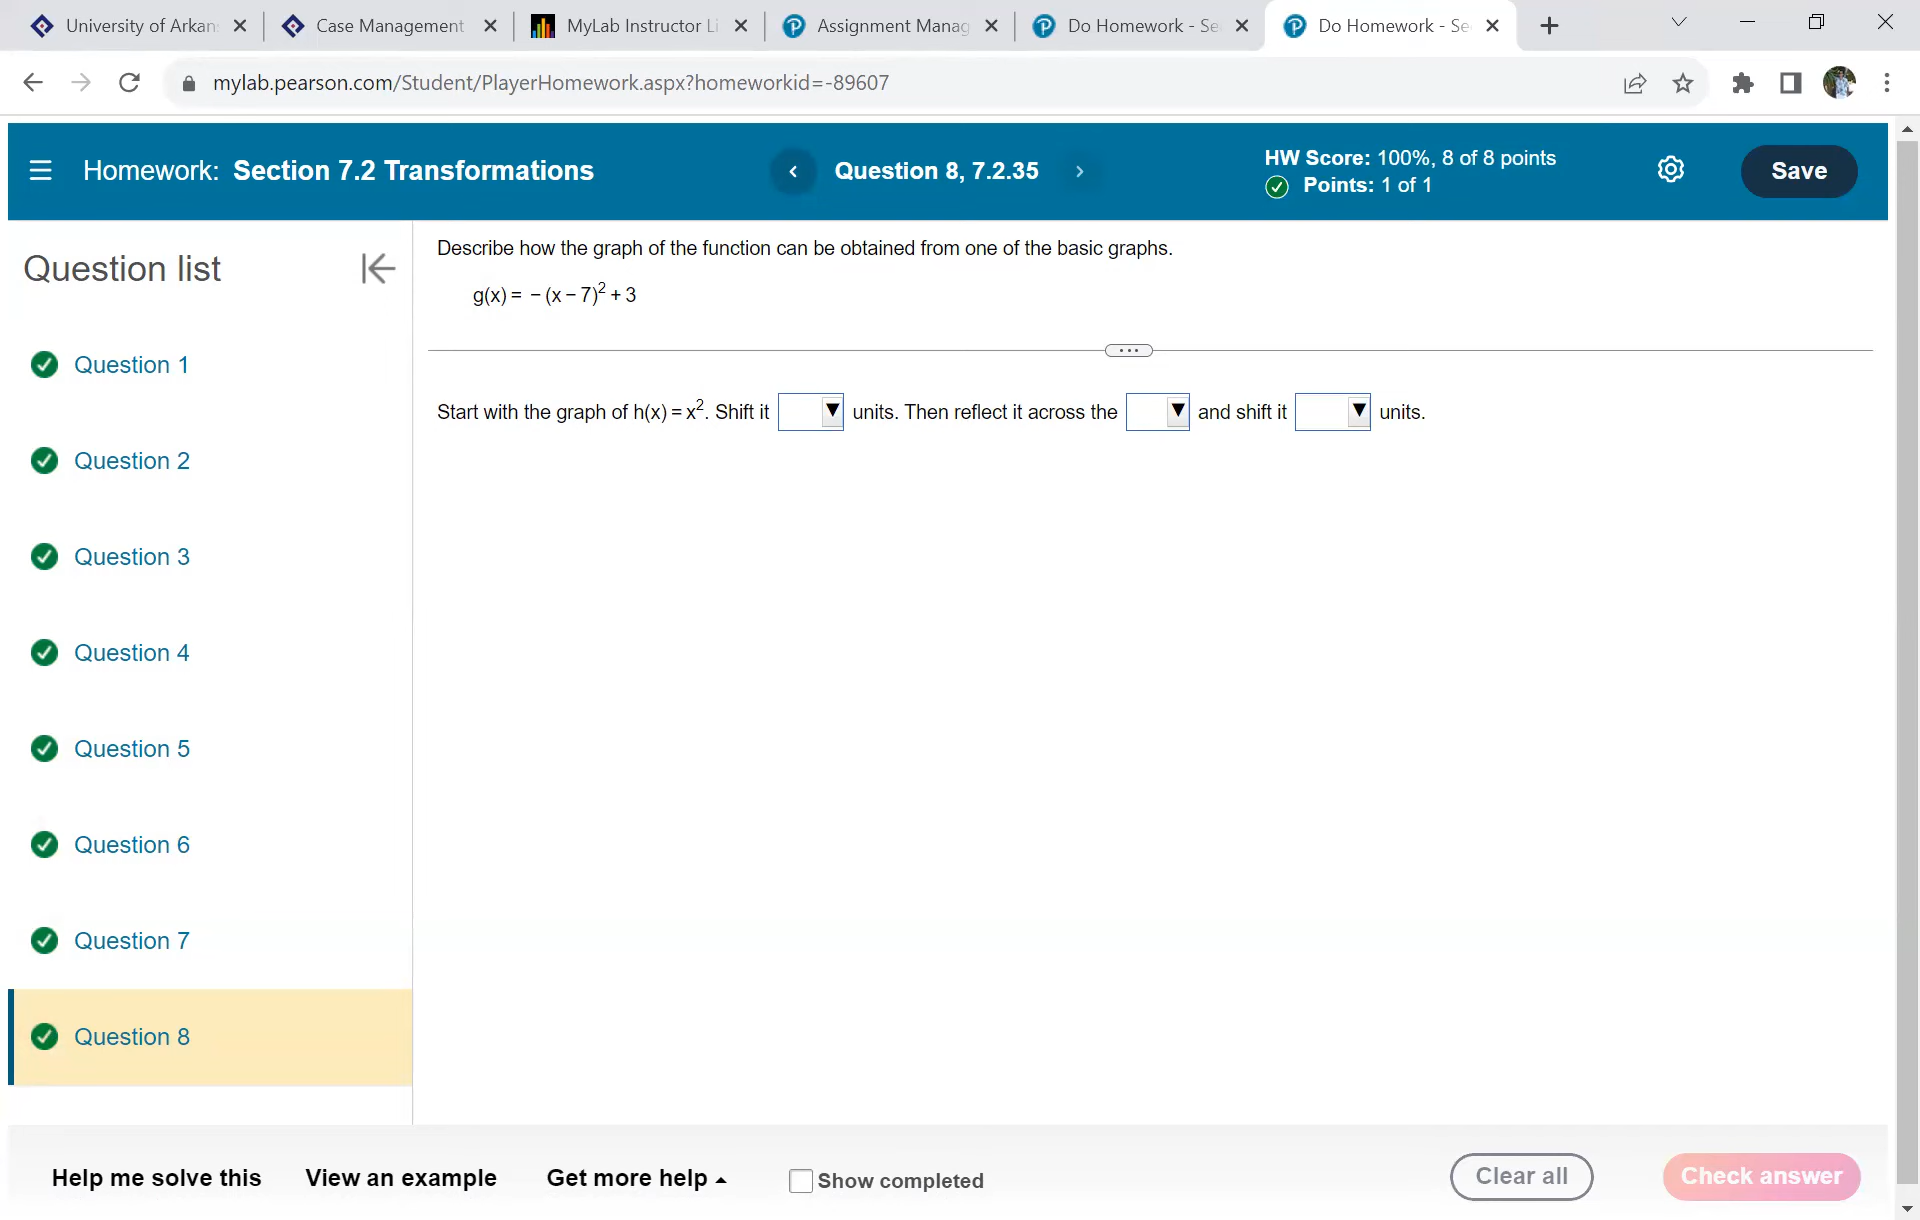 University of Arkan
Case Management
MyLab Instructor Li
Assignment Manag
Do Homework - Se
Do Homework - Se
mylab.pearson.com/Student/PlayerHomework.aspx?homeworkid=-89607
Homework: Section 7.2 Transformations
Question 8, 7.2.35
HW Score: 100%, 8 of 8 points
Points: 1 of 1
Save
Question list
Question 1
Question 2
Question 3
Question 4
Question 5
Question 6
Question 7
Question 8
Describe how the graph of the function can be obtained from one of the basic graphs.
g(x) = − (x − 7)² + 3
Start with the graph of h(x) = x². Shift it units. Then reflect it across the and shift it units.
Help me solve this
View an example
Get more help
Show completed
Clear all
Check answer